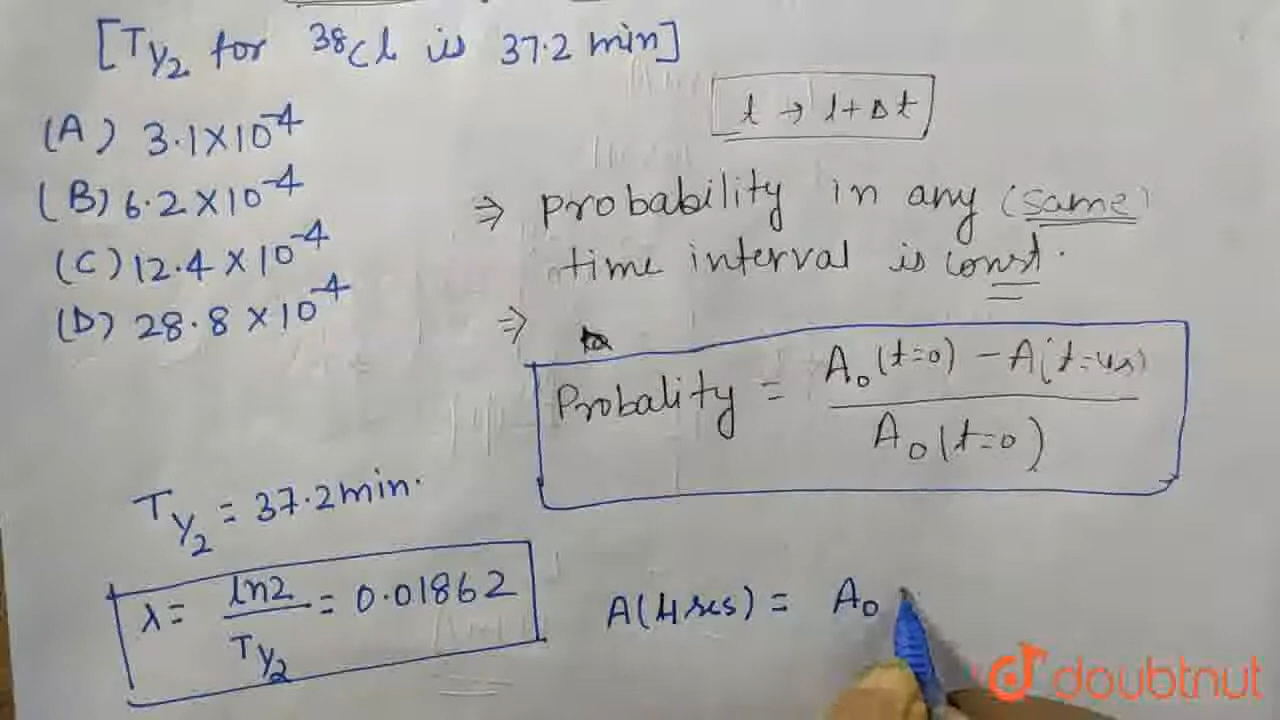 [T1/2 for 38Cl is 37.2 min]
t → t+Δt
(A) 3.1×10^-4
(B) 6.2×10^-4
(C) 12.4×10^-4
(D) 28.8×10^-4
⇒ probability in any (same)
time interval is const.
⇒
Probality = A0(t=0) - A(t=4s) / A0(t=0)
T1/2 = 37.2 min.
λ = ln2 / T1/2 = 0.01862
A(4 secs) = A0
doubtnut